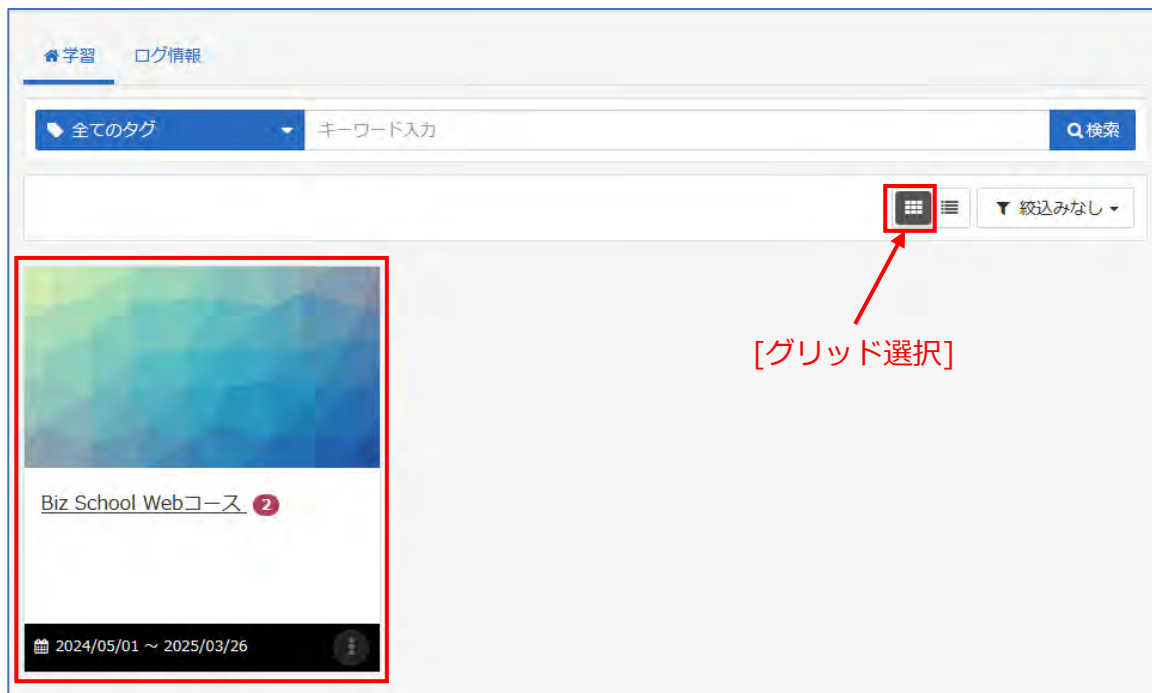 学習 ログ情報
全てのタグ キーワード入力 検索
絞込みなし
[グリッド選択]
Biz School Webコース 2
2024/05/01 ～ 2025/03/26